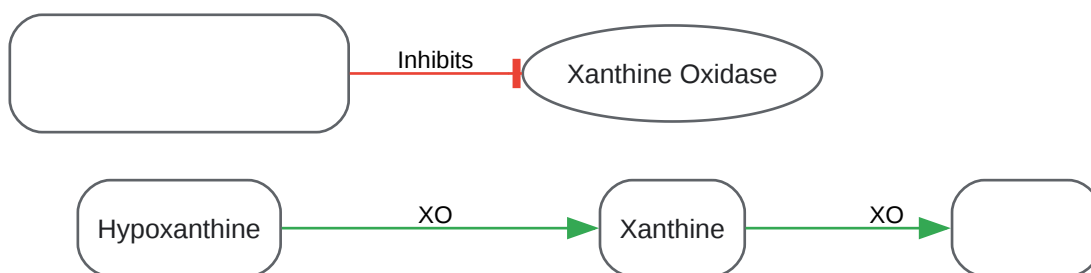 Inhibits
Xanthine Oxidase
Hypoxanthine
XO
Xanthine
XO